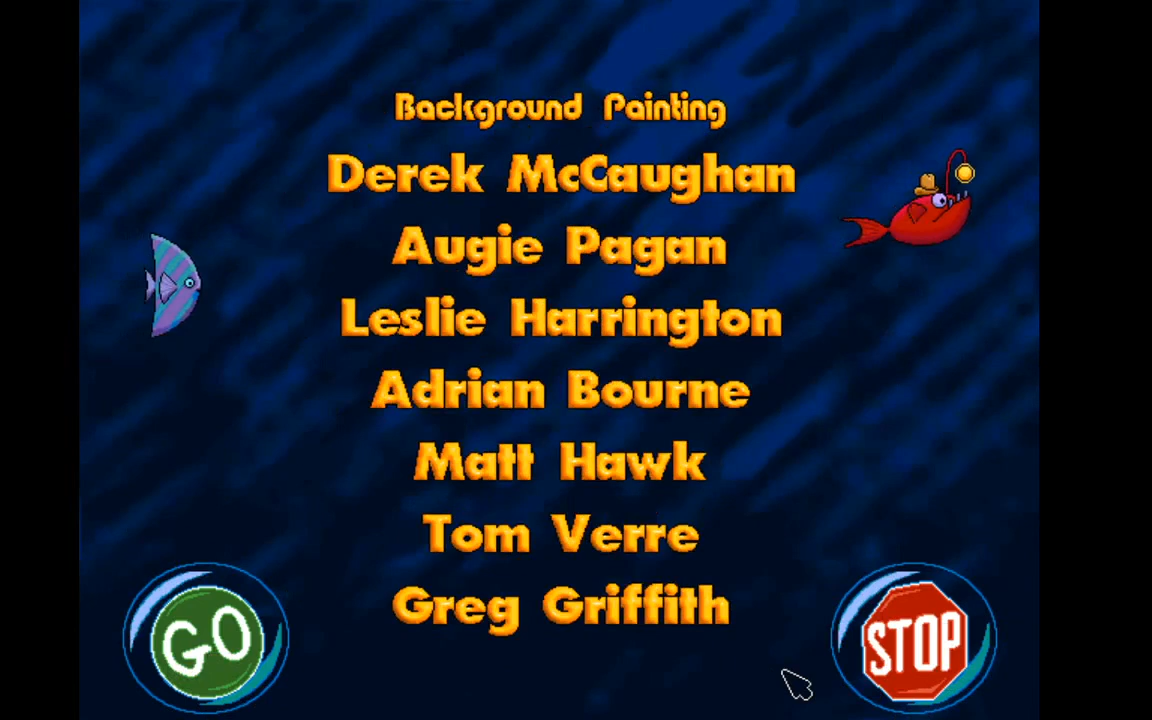 Background Painting
Derek McCaughan
Augie Pagan
Leslie Harrington
Adrian Bourne
Matt Hawk
Tom Verre
Greg Griffith
GO
STOP